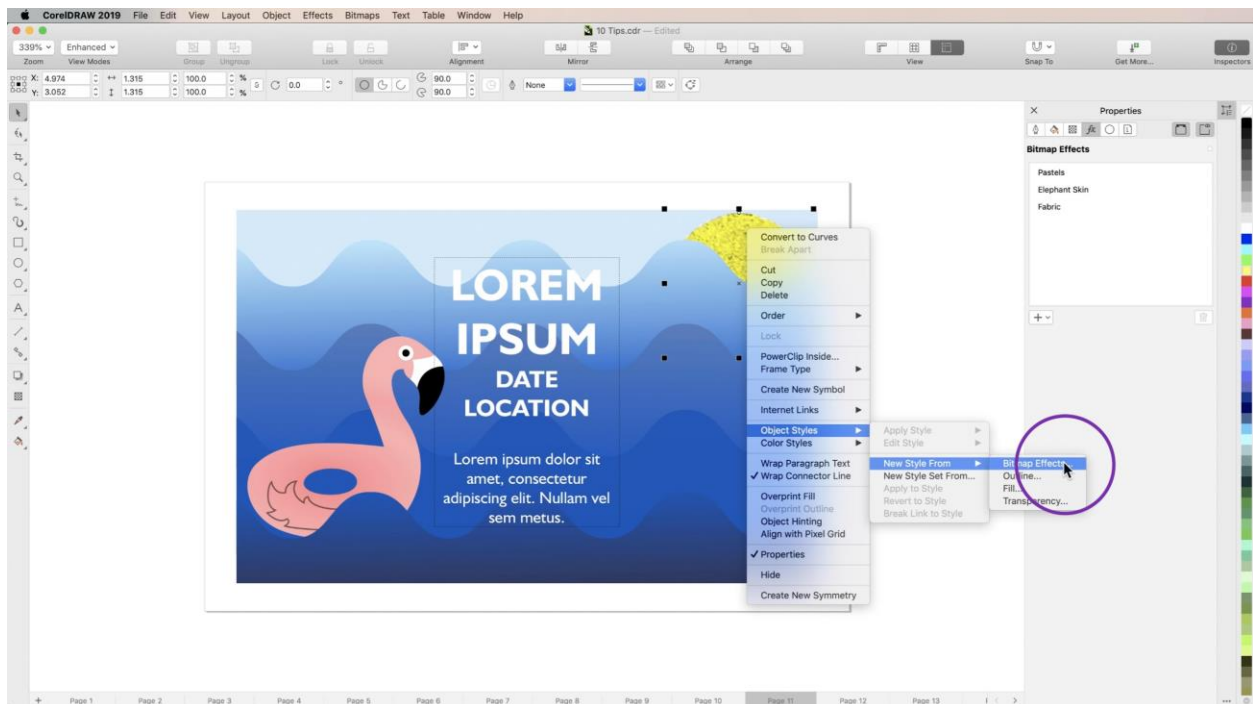 CorelDRAW 2019 File Edit View Layout Object Effects Bitmaps Text Table Window Help
10 Tips.cdr — Edited
339% Enhanced
Zoom View Modes Group Ungroup Lock Unlock Alignment Mirror Arrange View Snap To Get More... Inspectors
X: 4.974 1.315 100.0 % 0.0 ° 90.0 None
Y: 3.052 1.315 100.0 % 90.0
Properties
Bitmap Effects
Pastels
Elephant Skin
Fabric
LOREM
IPSUM
DATE
LOCATION
Lorem ipsum dolor sit
amet, consectetur
adipiscing elit. Nullam vel
sem metus.
Convert to Curves
Break Apart
Cut
Copy
Delete
Order
Lock
PowerClip Inside...
Frame Type
Create New Symbol
Internet Links
Object Styles
Color Styles
Wrap Paragraph Text
✓ Wrap Connector Line
Overprint Fill
Overprint Outline
Object Hinting
Align with Pixel Grid
✓ Properties
Hide
Create New Symmetry
Apply Style
Edit Style
New Style From
New Style Set From...
Apply to Style
Revert to Style
Break Link to Style
Bitmap Effects...
Outline...
Fill...
Transparency...
+ Page 1 Page 2 Page 3 Page 4 Page 5 Page 6 Page 7 Page 8 Page 9 Page 10 Page 11 Page 12 Page 13